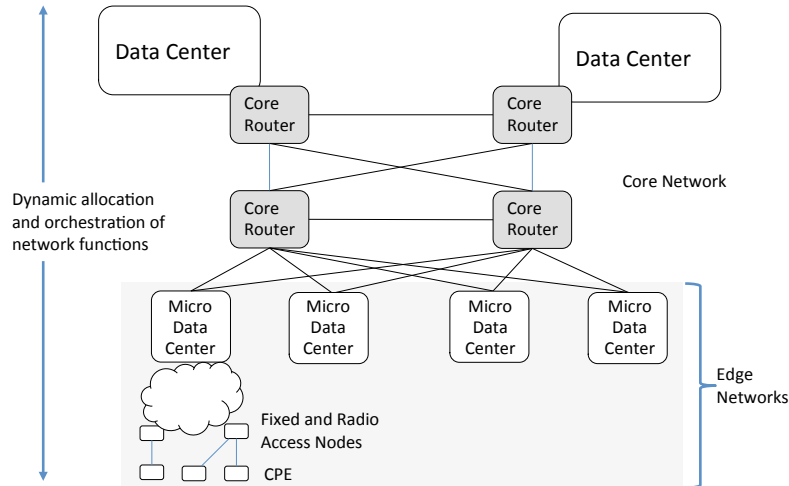 Data Center
Data Center
Core
Router
Core
Router
Core Network
Dynamic allocation
and orchestration of
network functions
Core
Router
Core
Router
Micro
Data
Center
Micro
Data
Center
Micro
Data
Center
Micro
Data
Center
Edge
Networks
Fixed and Radio
Access Nodes
CPE